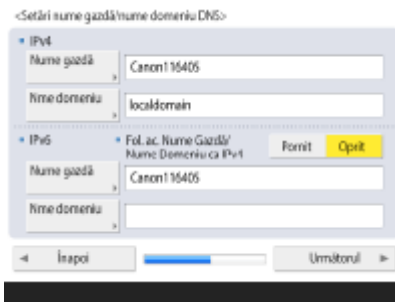 <Setări nume gazdă/nume domeniu DNS>
IPv4
Nume gazdă
Canon116405
Nme domeniu
localdomain
IPv6
Fol. ac. Nume Gazdă/
Nume Domeniu ca IPv4
Pornit
Oprit
Nume gazdă
Canon116405
Nme domeniu
Înapoi
Următorul